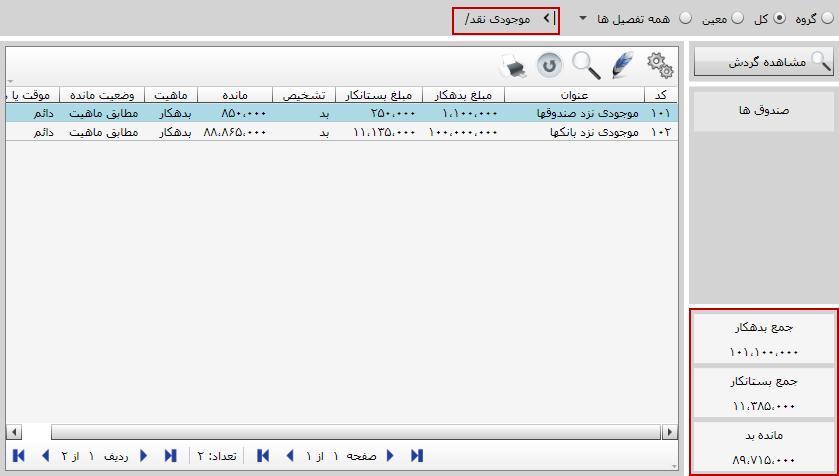 گروه کل معین همه تفصیل ها
> موجودی نقد/
مشاهده گردش
صندوق ها
کد عنوان مبلغ بدهکار مبلغ بستانکار تشخیص مانده ماهیت وضعیت مانده موقت یا د
۱۰۱ موجودی نزد صندوقها ۱،۱۰۰،۰۰۰ ۲۵۰،۰۰۰ بد ۸۵۰،۰۰۰ بدهکار مطابق ماهیت دائم
۱۰۲ موجودی نزد بانکها ۱۰۰،۰۰۰،۰۰۰ ۱۱،۱۳۵،۰۰۰ بد ۸۸،۸۶۵،۰۰۰ بدهکار مطابق ماهیت دائم
جمع بدهکار
۱۰۱،۱۰۰،۰۰۰
جمع بستانکار
۱۱،۳۸۵،۰۰۰
مانده بد
۸۹،۷۱۵،۰۰۰
صفحه ۱ از ۱ تعداد: ۲ ردیف ۱ از ۲